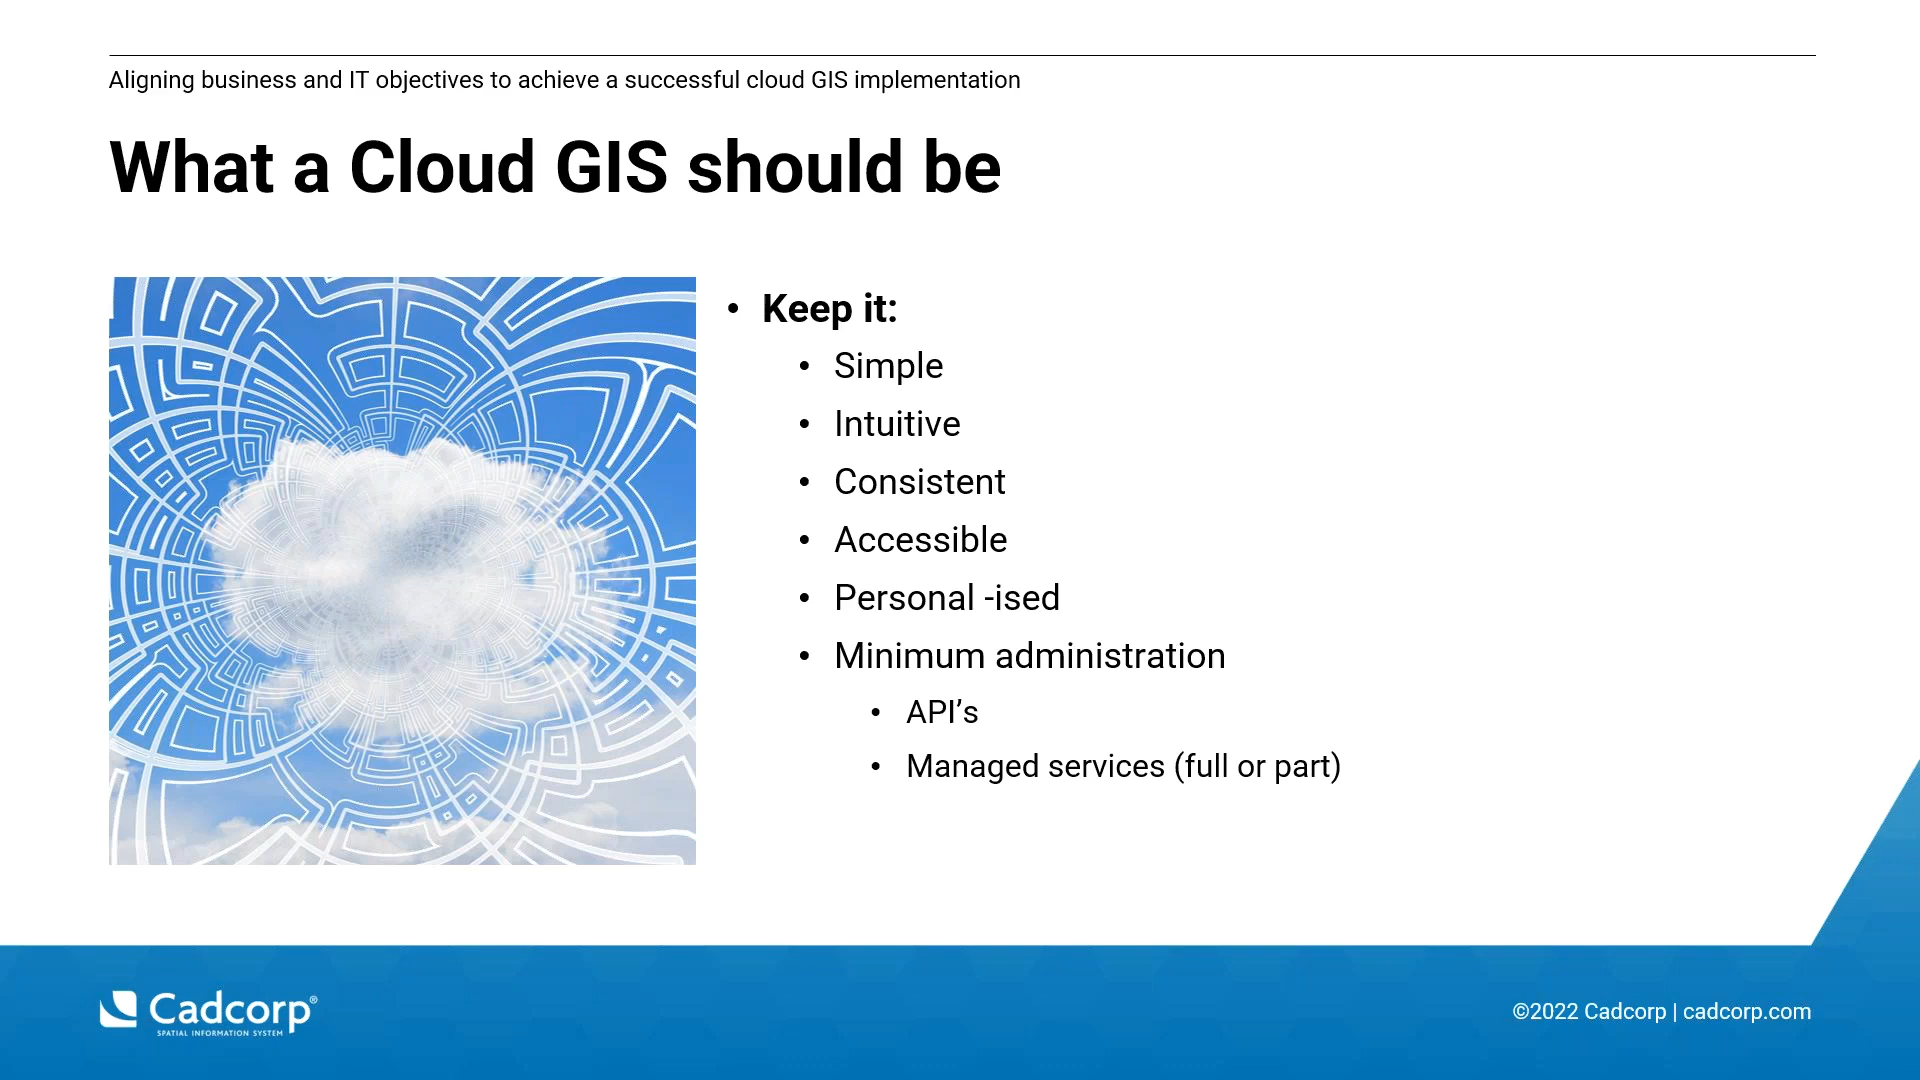 Aligning business and IT objectives to achieve a successful cloud GIS implementation
What a Cloud GIS should be
• Keep it:
• Simple
• Intuitive
• Consistent
• Accessible
• Personal -ised
• Minimum administration
• API’s
• Managed services (full or part)
Cadcorp®
SPATIAL INFORMATION SYSTEM
©2022 Cadcorp | cadcorp.com